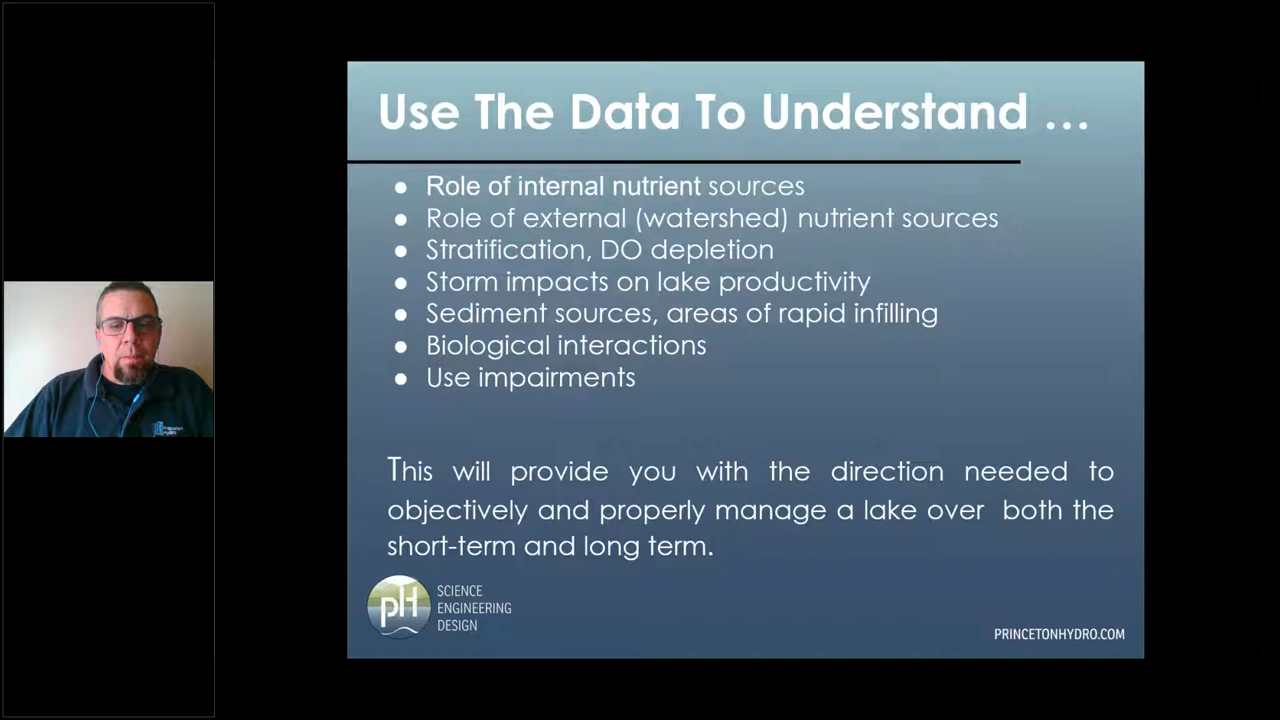 Use The Data To Understand ...
● Role of internal nutrient sources
● Role of external (watershed) nutrient sources
● Stratification, DO depletion
● Storm impacts on lake productivity
● Sediment sources, areas of rapid infilling
● Biological interactions
● Use impairments
This will provide you with the direction needed to
objectively and properly manage a lake over both the
short-term and long term.
pH
SCIENCE
ENGINEERING
DESIGN
PRINCETONHYDRO.COM